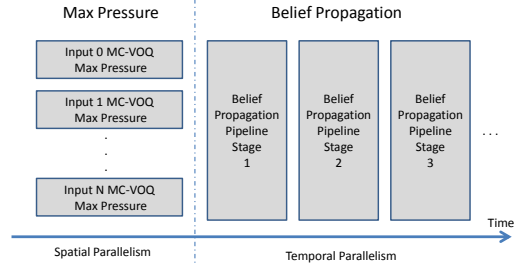 Max Pressure
Belief Propagation
Input 0 MC-VOQ
Max Pressure
Input 1 MC-VOQ
Max Pressure
.
.
.
Input N MC-VOQ
Max Pressure
Belief
Propagation
Pipeline
Stage
1
Belief
Propagation
Pipeline
Stage
2
Belief
Propagation
Pipeline
Stage
3
. . .
Time
Spatial Parallelism
Temporal Parallelism